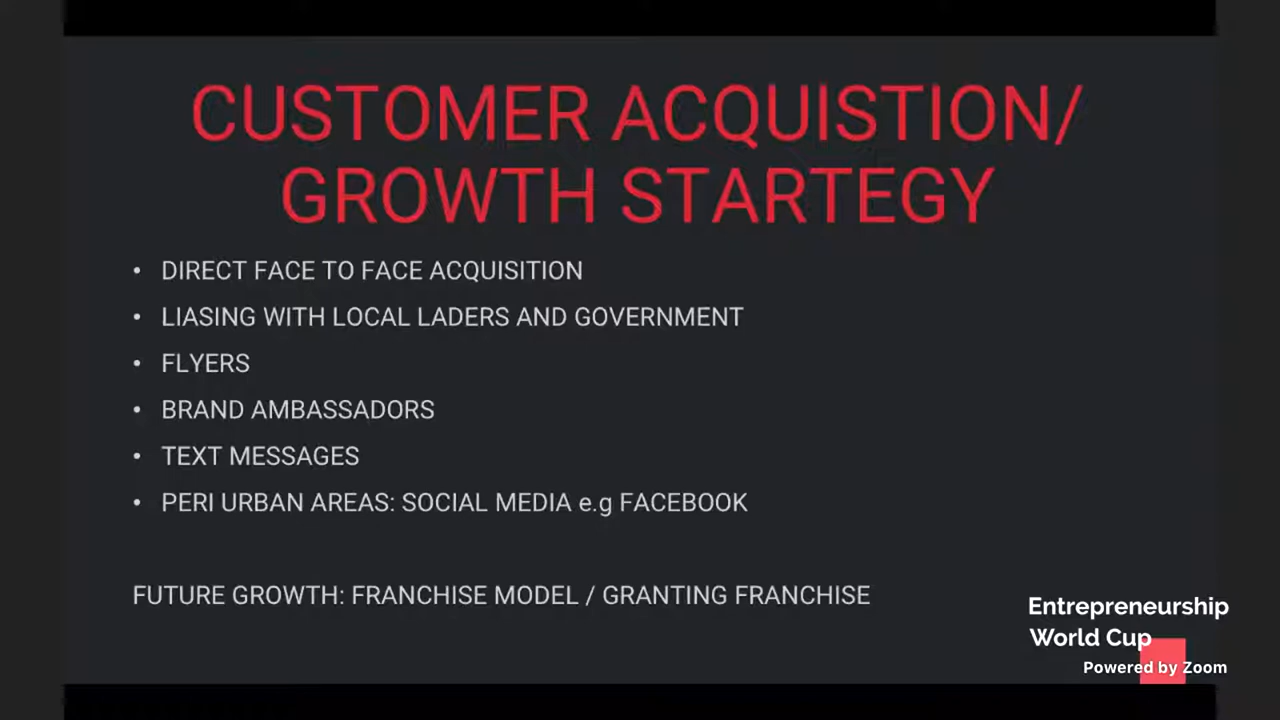 CUSTOMER ACQUISTION/
GROWTH STARTEGY
• DIRECT FACE TO FACE ACQUISITION
• LIASING WITH LOCAL LADERS AND GOVERNMENT
• FLYERS
• BRAND AMBASSADORS
• TEXT MESSAGES
• PERI URBAN AREAS: SOCIAL MEDIA e.g FACEBOOK
FUTURE GROWTH: FRANCHISE MODEL / GRANTING FRANCHISE
Entrepreneurship
World Cup
Powered by Zoom